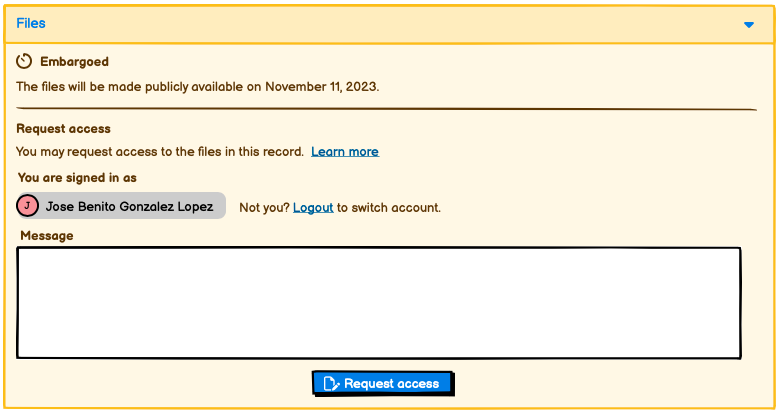 Files
Embargoed
The files will be made publicly available on November 11, 2023.
Request access
You may request access to the files in this record. Learn more
You are signed in as
J Jose Benito Gonzalez Lopez Not you? Logout to switch account.
Message
Request access